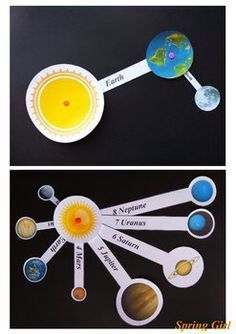 Earth
8 Neptune
7 Uranus
6 Saturn
5 Jupiter
4 Mars
Earth
Spring Girl